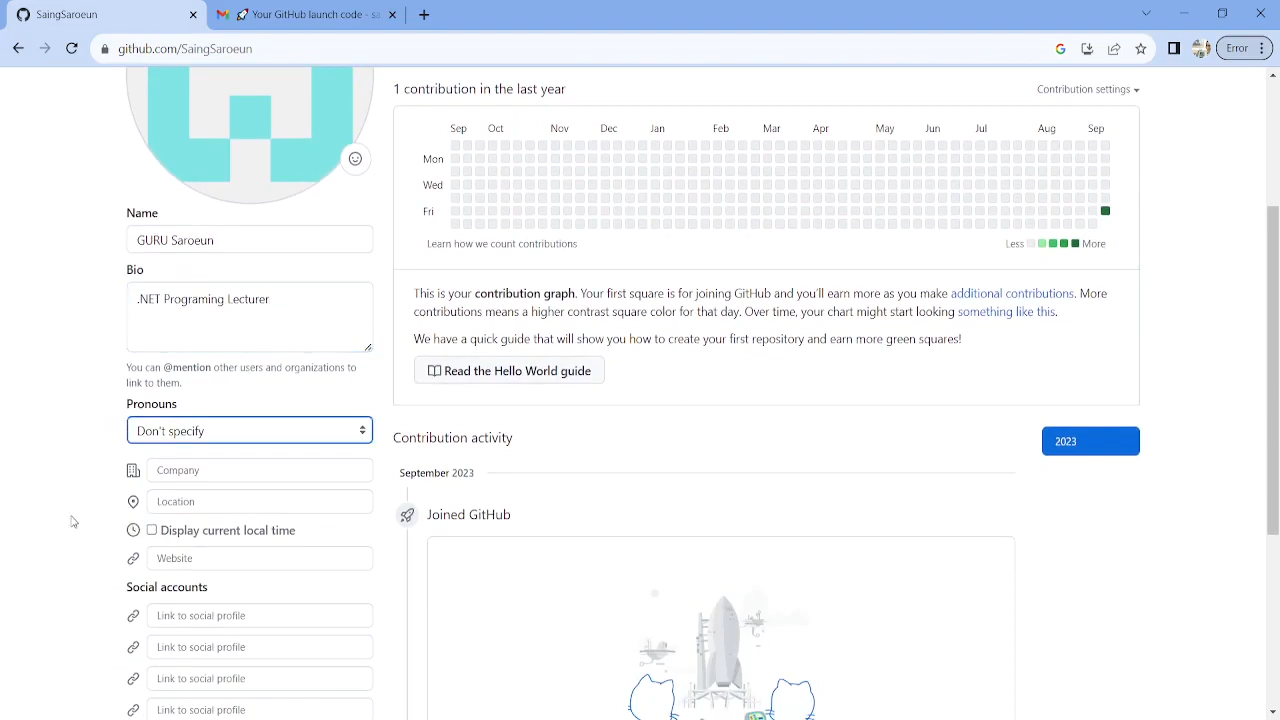 SaingSaroeun
Your GitHub launch code - sa
github.com/SaingSaroeun
Error
1 contribution in the last year
Contribution settings
Sep Oct Nov Dec Jan Feb Mar Apr May Jun Jul Aug Sep
Mon
Wed
Fri
Learn how we count contributions
Less
More
This is your contribution graph. Your first square is for joining GitHub and you'll earn more as you make additional contributions. More
contributions means a higher contrast square color for that day. Over time, your chart might start looking something like this.
We have a quick guide that will show you how to create your first repository and earn more green squares!
Read the Hello World guide
Name
GURU Saroeun
Bio
.NET Programing Lecturer
You can @mention other users and organizations to
link to them.
Pronouns
Don't specify
Company
Location
Display current local time
Website
Social accounts
Link to social profile
Link to social profile
Link to social profile
Link to social profile
Contribution activity
2023
September 2023
Joined GitHub